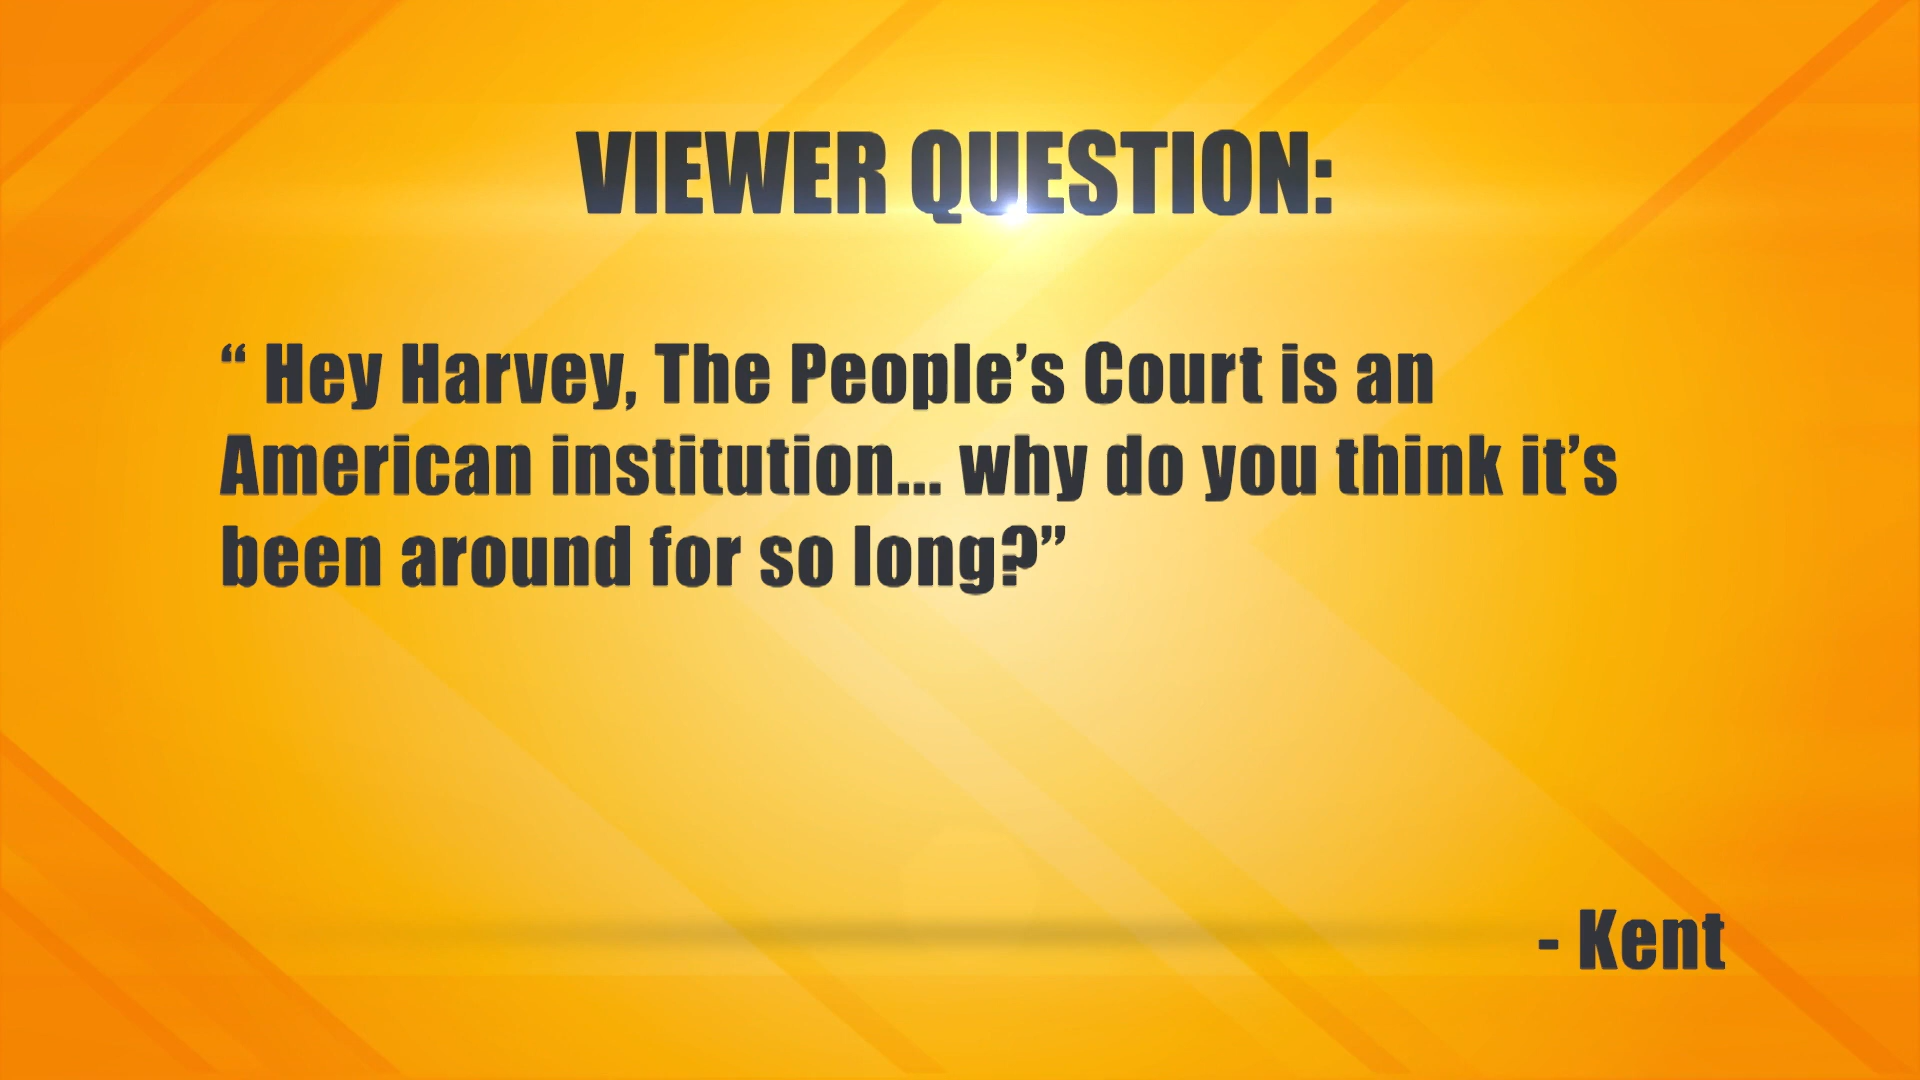 VIEWER QUESTION:
“ Hey Harvey, The People’s Court is an
American institution... why do you think it’s
been around for so long?”
- Kent